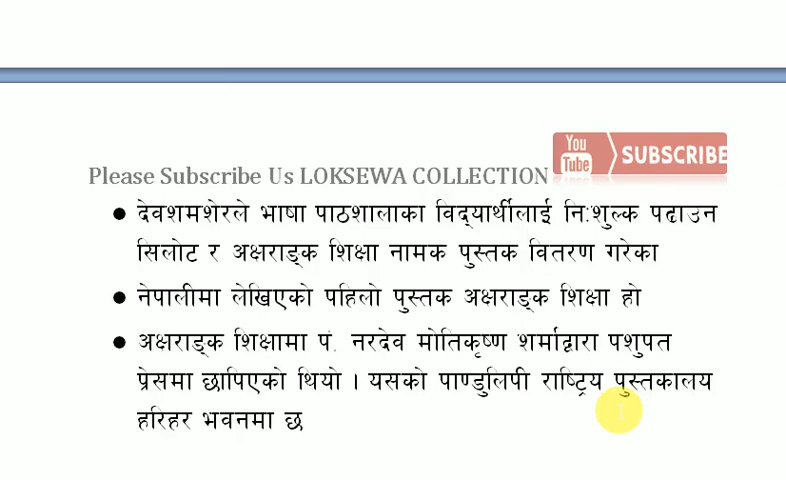 You
Tube
SUBSCRIBE
Please Subscribe Us LOKSEWA COLLECTION
● देवशमशेरले भाषा पाठशालाका विद्यार्थीलाई निःशुल्क पढाउन
सिलोट र अक्षराङ्क शिक्षा नामक पुस्तक वितरण गरेका
● नेपालीमा लेखिएको पहिलो पुस्तक अक्षराङ्क शिक्षा हो
● अक्षराङ्क शिक्षामा पं. नरदेव मोतिकृष्ण शर्माद्वारा पशुपत
प्रेसमा छापिएको थियो । यसको पाण्डुलिपी राष्ट्रिय पुस्तकालय
हरिहर भवनमा छ